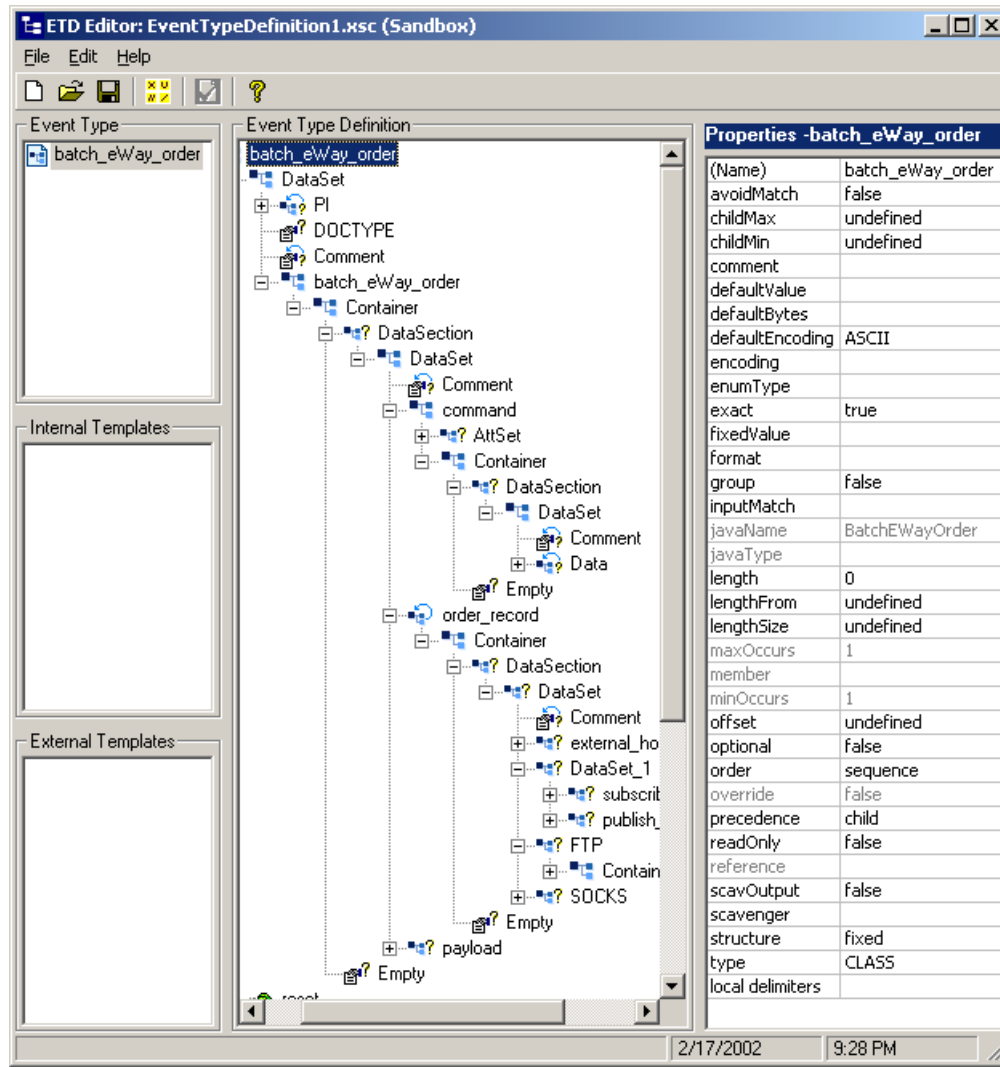 ETD Editor: EventTypeDefinition1.xsc (Sandbox)
File Edit Help
Event Type
batch_eWay_order
Internal Templates
External Templates
Event Type Definition
batch_eWay_order
DataSet
PI
DOCTYPE
Comment
batch_eWay_order
Container
DataSection
DataSet
Comment
command
AttSet
Container
DataSection
DataSet
Comment
Data
Empty
order_record
Container
DataSection
DataSet
Comment
external_ho
DataSet_1
subscrib
publish_
FTP
Contain
SOCKS
Empty
payload
Empty
reset
Properties -batch_eWay_order
(Name) batch_eWay_order
avoidMatch false
childMax undefined
childMin undefined
comment
defaultValue
defaultBytes
defaultEncoding ASCII
encoding
enumType
exact true
fixedValue
format
group false
inputMatch
javaName BatchEWayOrder
javaType
length 0
lengthFrom undefined
lengthSize undefined
maxOccurs 1
member
minOccurs 1
offset undefined
optional false
order sequence
override false
precedence child
readOnly false
reference
scavOutput false
scavenger
structure fixed
type CLASS
local delimiters
2/17/2002 9:28 PM